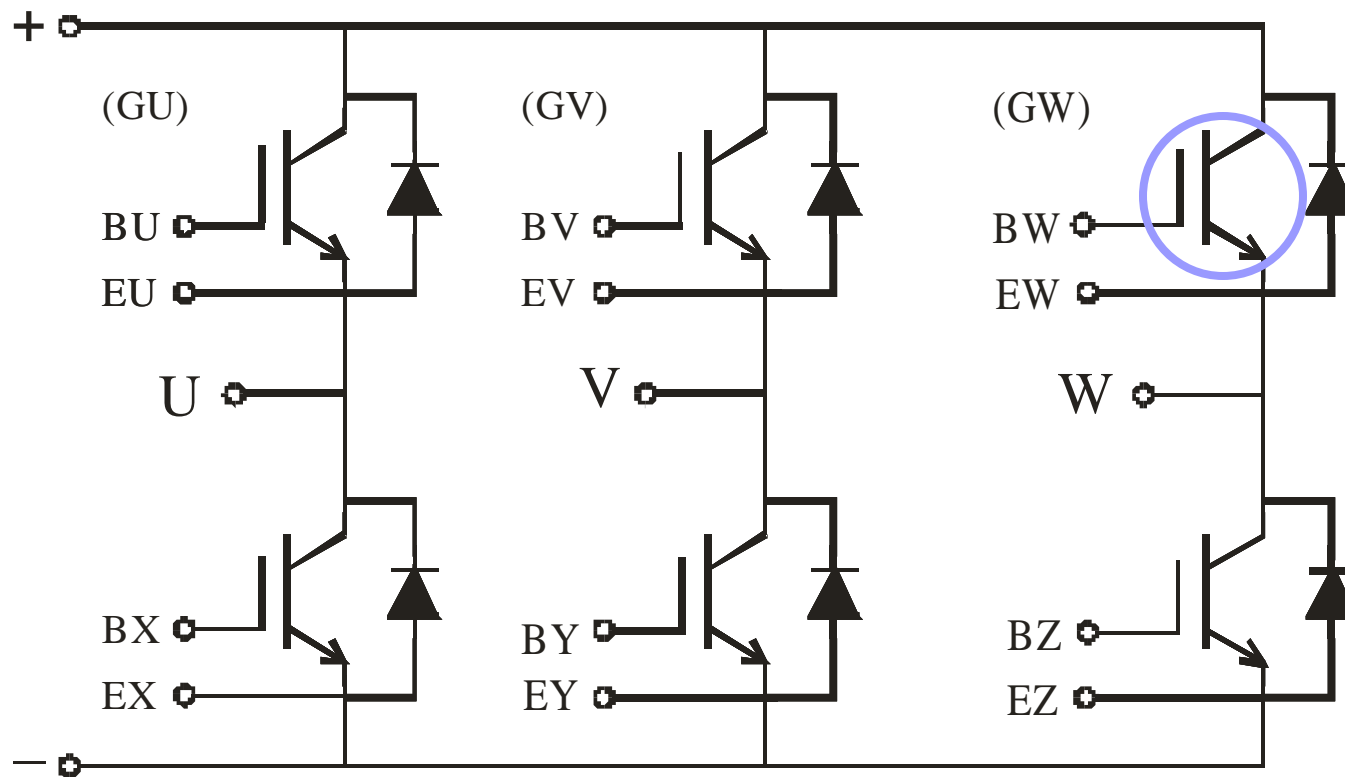 +
(GU) (GV) (GW)
BU BV BW
EU EV EW
U V W
BX BY BZ
EX EY EZ
—